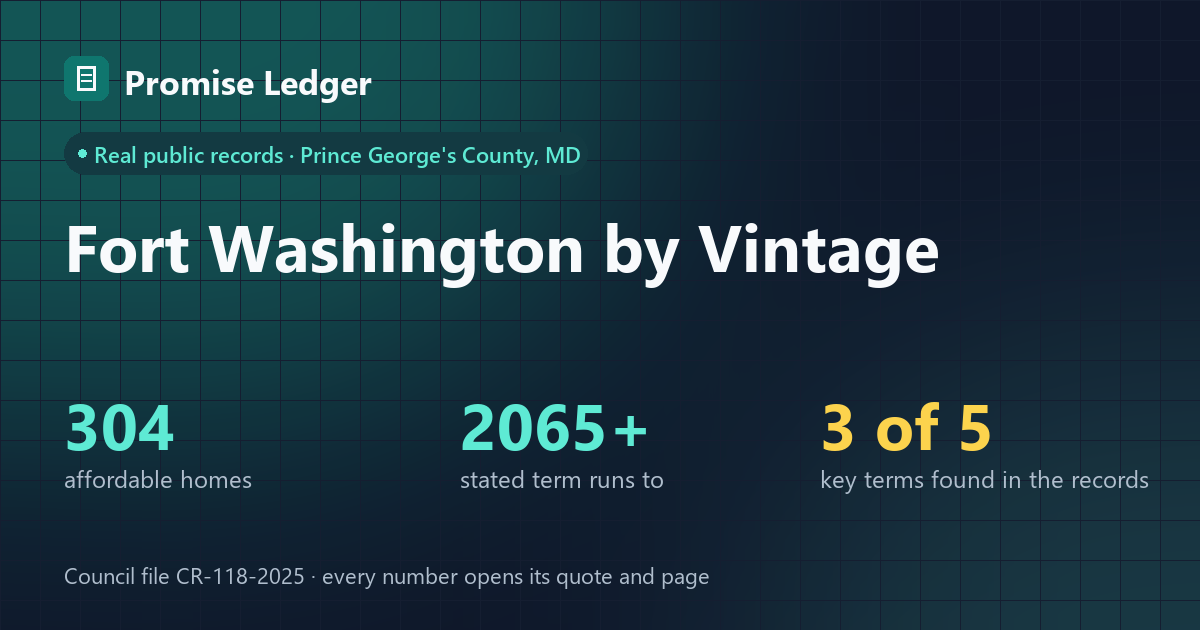 Promise Ledger
Real public records · Prince George's County, MD
Fort Washington by Vintage
304
affordable homes
2065+
stated term runs to
3 of 5
key terms found in the records
Council file CR-118-2025 · every number opens its quote and page